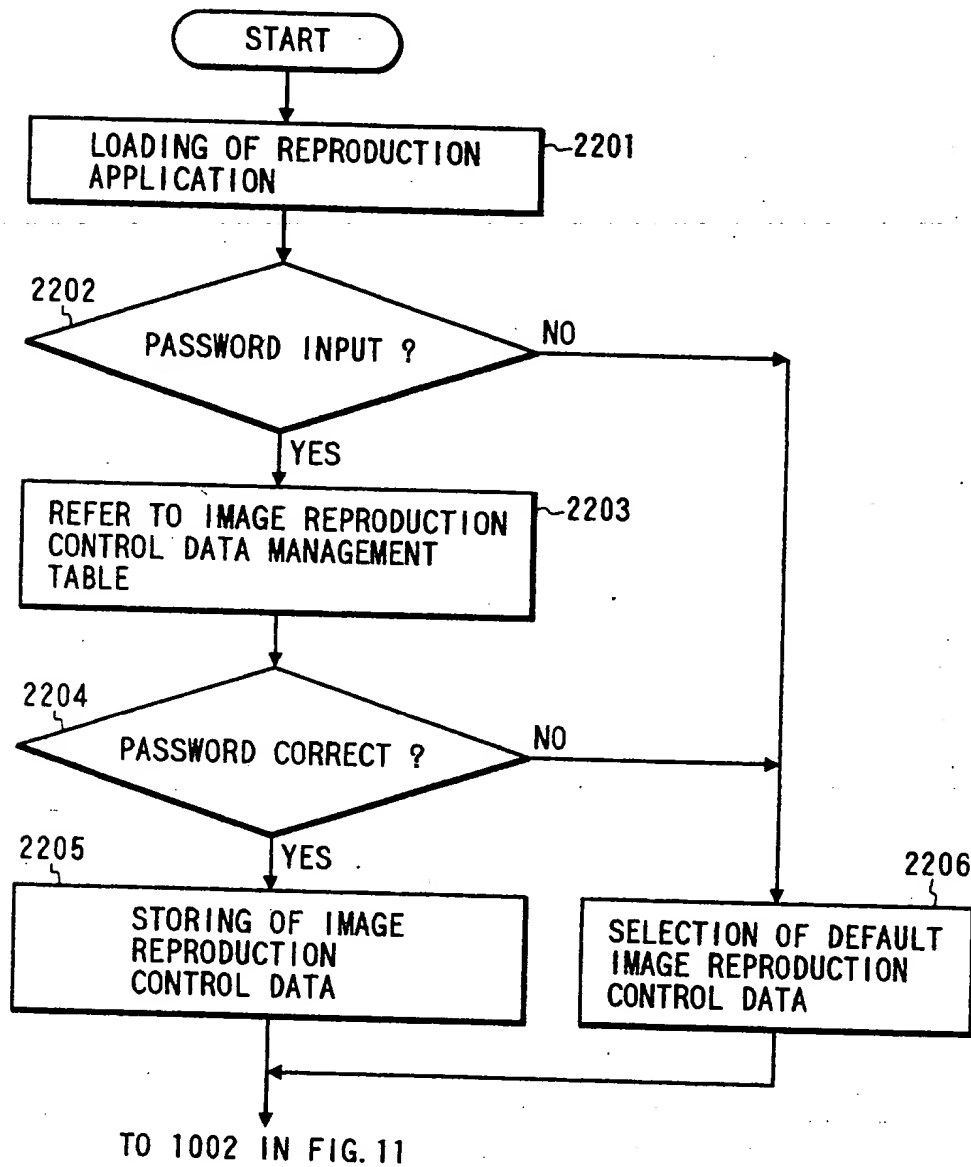 START
LOADING OF REPRODUCTION
APPLICATION
2201
2202
PASSWORD INPUT ?
NO
YES
REFER TO IMAGE REPRODUCTION
CONTROL DATA MANAGEMENT
TABLE
2203
2204
PASSWORD CORRECT ?
NO
YES
2205
STORING OF IMAGE
REPRODUCTION
CONTROL DATA
2206
SELECTION OF DEFAULT
IMAGE REPRODUCTION
CONTROL DATA
TO 1002 IN FIG. 11